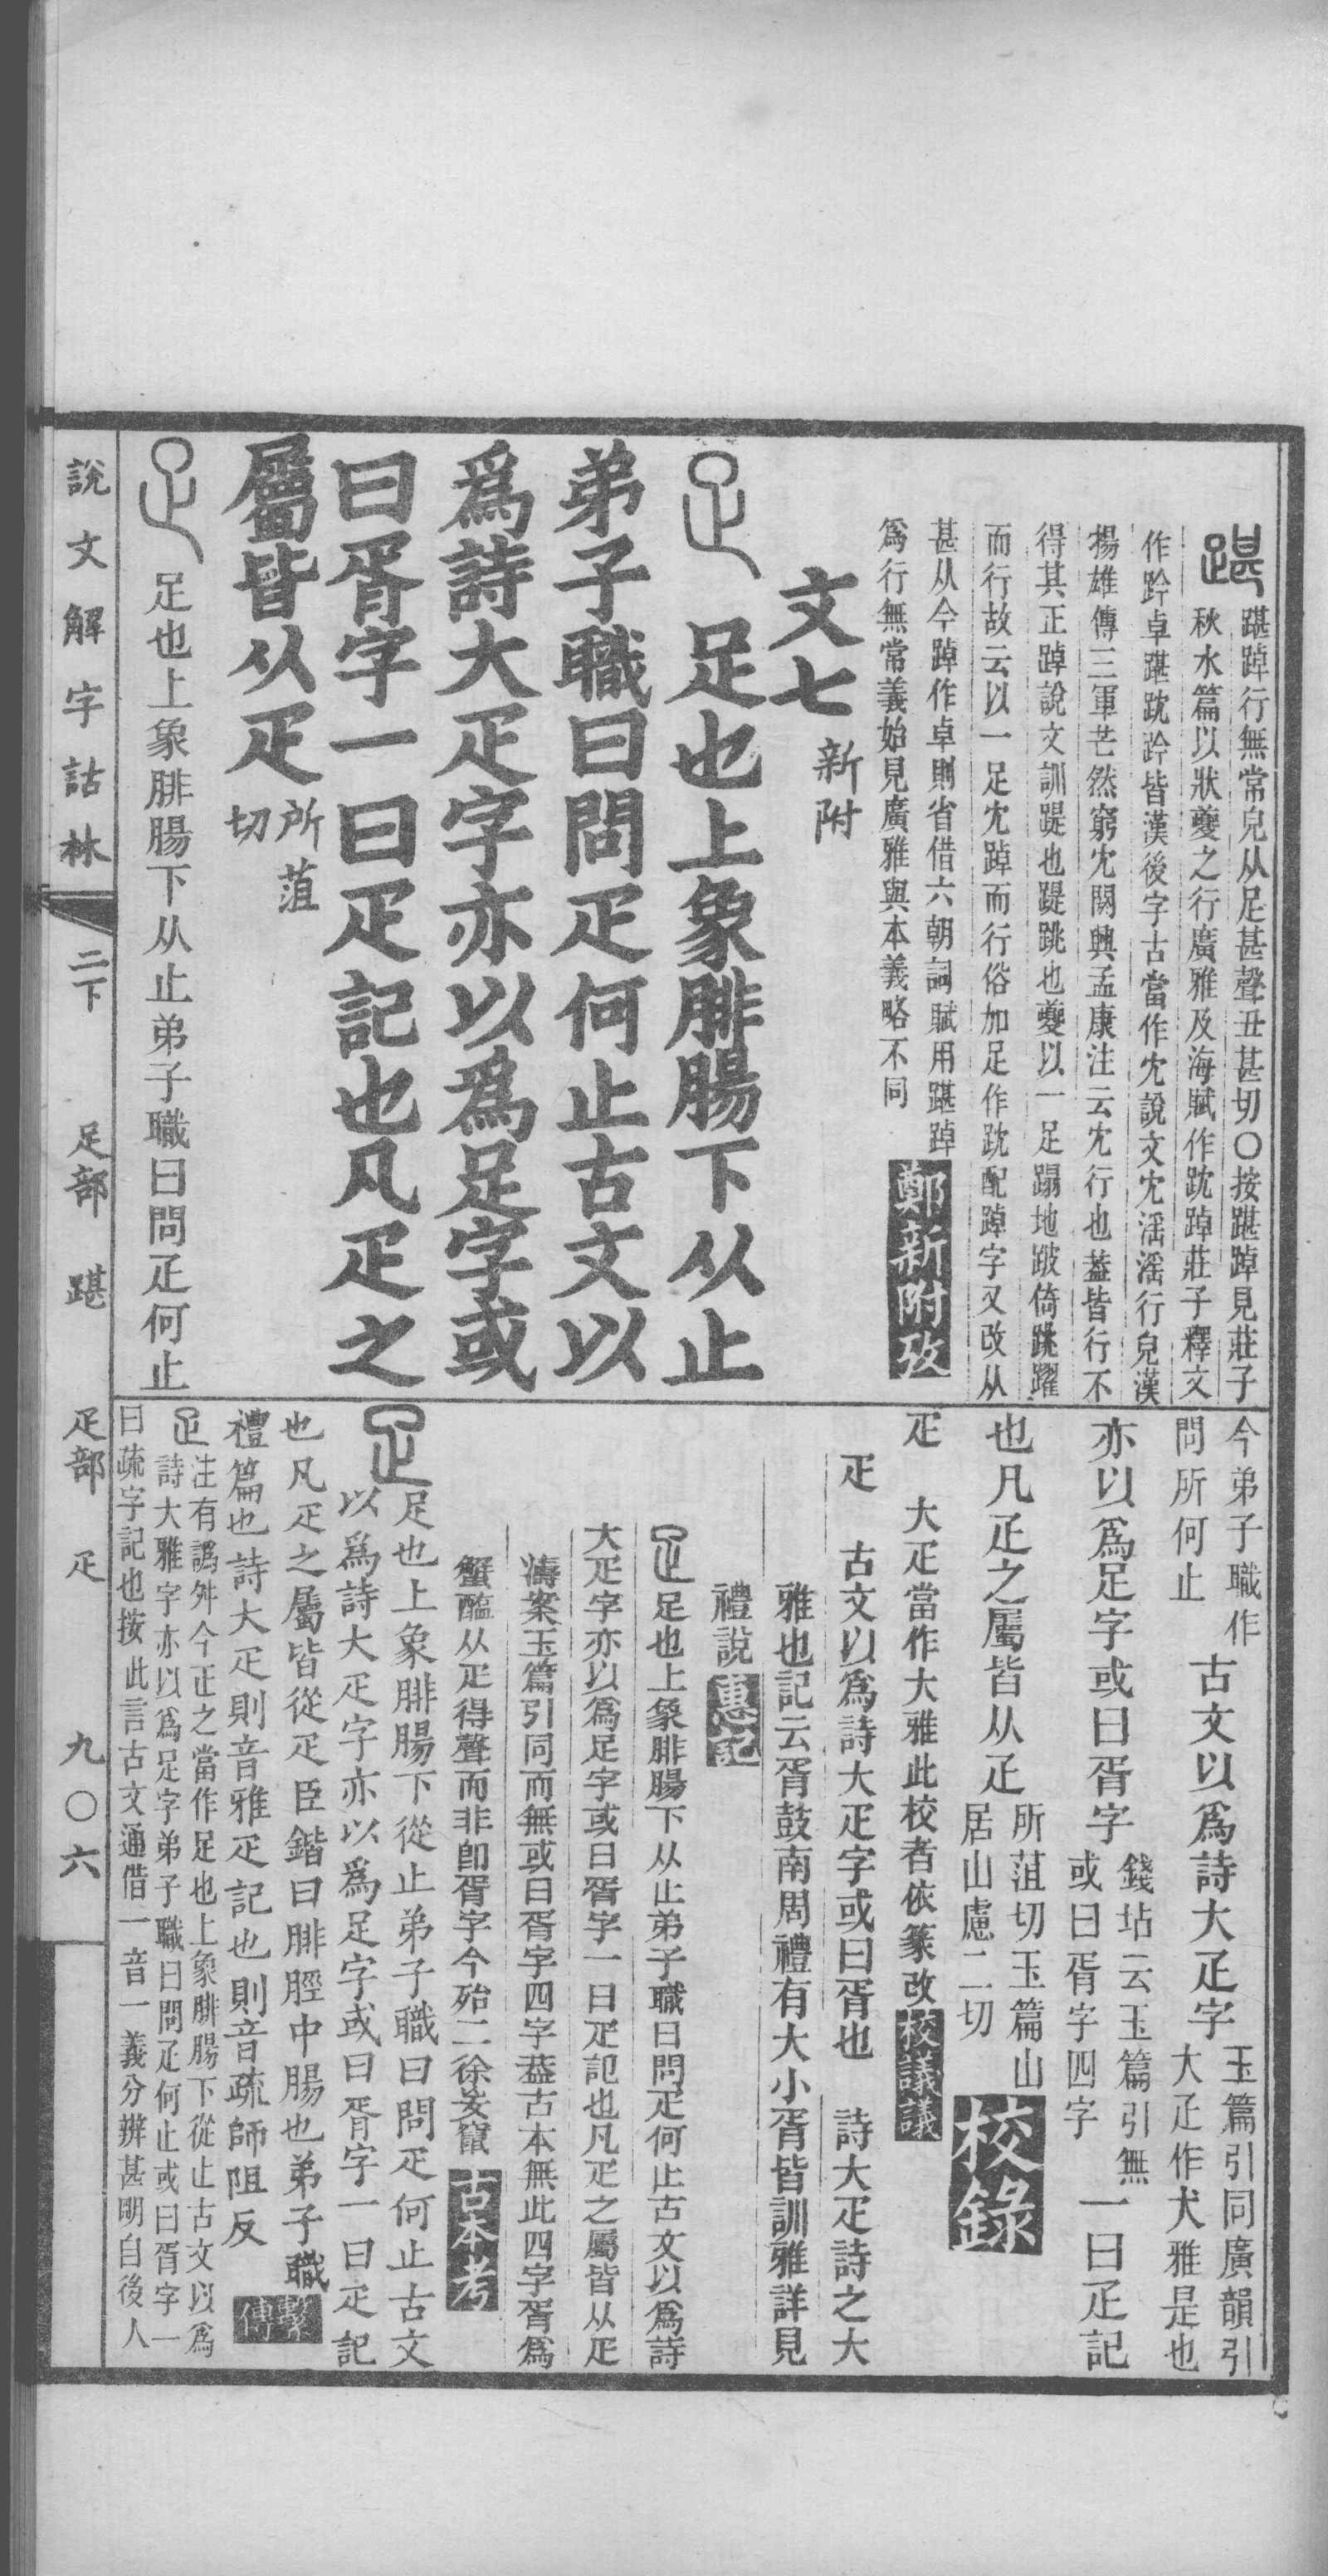 踸踔行無常皃从足甚聲丑甚切○按踸踔見莊子
秋水篇以狀夔之行廣雅及海賦作跣踔莊子釋文
作趻卓踸跣趻皆漢後字古當作冘說文冘淫淫行皃漢
揚雄傳三軍芒然窮冘閼與孟康注云冘行也葢皆行不
得其正踔說文訓踶也踶跳也夔以一足蹋地跛倚跳躍
而行故云以一足冘踔而行俗加足作跣配踔字又改从
甚从今踔作卓則省借六朝詞賦用踸踔
爲行無常義始見廣雅與本義略不同
鄭新附攷
文七
新附
足也上象腓腸下从止
弟子職曰問疋何止古文以
爲詩大疋字亦以爲足字或
曰胥字一曰疋記也凡疋之
屬皆从疋
所菹
切
足也上象腓腸下从止弟子職曰問疋何止
今弟子職作
問所何止
古文以爲詩大疋字
玉篇引同廣韻引
大疋作大雅是也
亦以爲足字或曰胥字
錢坫云玉篇引無
或曰胥字四字
一曰疋記
也凡疋之屬皆从疋
所菹切玉篇山
居山慮二切
校錄
疋
大疋當作大雅此校者依篆改
校議議
疋
古文以爲詩大疋字或曰胥也
詩大疋詩之大
雅也記云胥鼓南周禮有大小胥皆訓雅詳見
禮說
惠記
足也上象腓腸下从止弟子職曰問疋何止古文以爲詩
大疋字亦以爲足字或曰胥字一曰疋記也凡疋之屬皆从疋
濤案玉篇引同而無或曰胥字四字葢古本無此四字胥爲
蟹醢从疋得聲而非卽胥字今殆二徐妄竄
古本考
足也上象腓腸下從止弟子職曰問疋何止古文
以爲詩大疋字亦以爲足字或曰胥字一曰疋記
也凡疋之屬皆從疋臣鍇曰腓脛中腸也弟子職
禮篇也詩大疋則音雅疋記也則音疏師阻反
繫傳
注有譌舛今正之當作足也上象腓腸下從止古文以爲
詩大雅字亦以爲足字弟子職曰問疋何止或曰胥字一
曰疏字記也按此言古文通借一音一義分辨甚明自後人
說文解字詁林
二下
足部
踸
疋部
疋
九○六